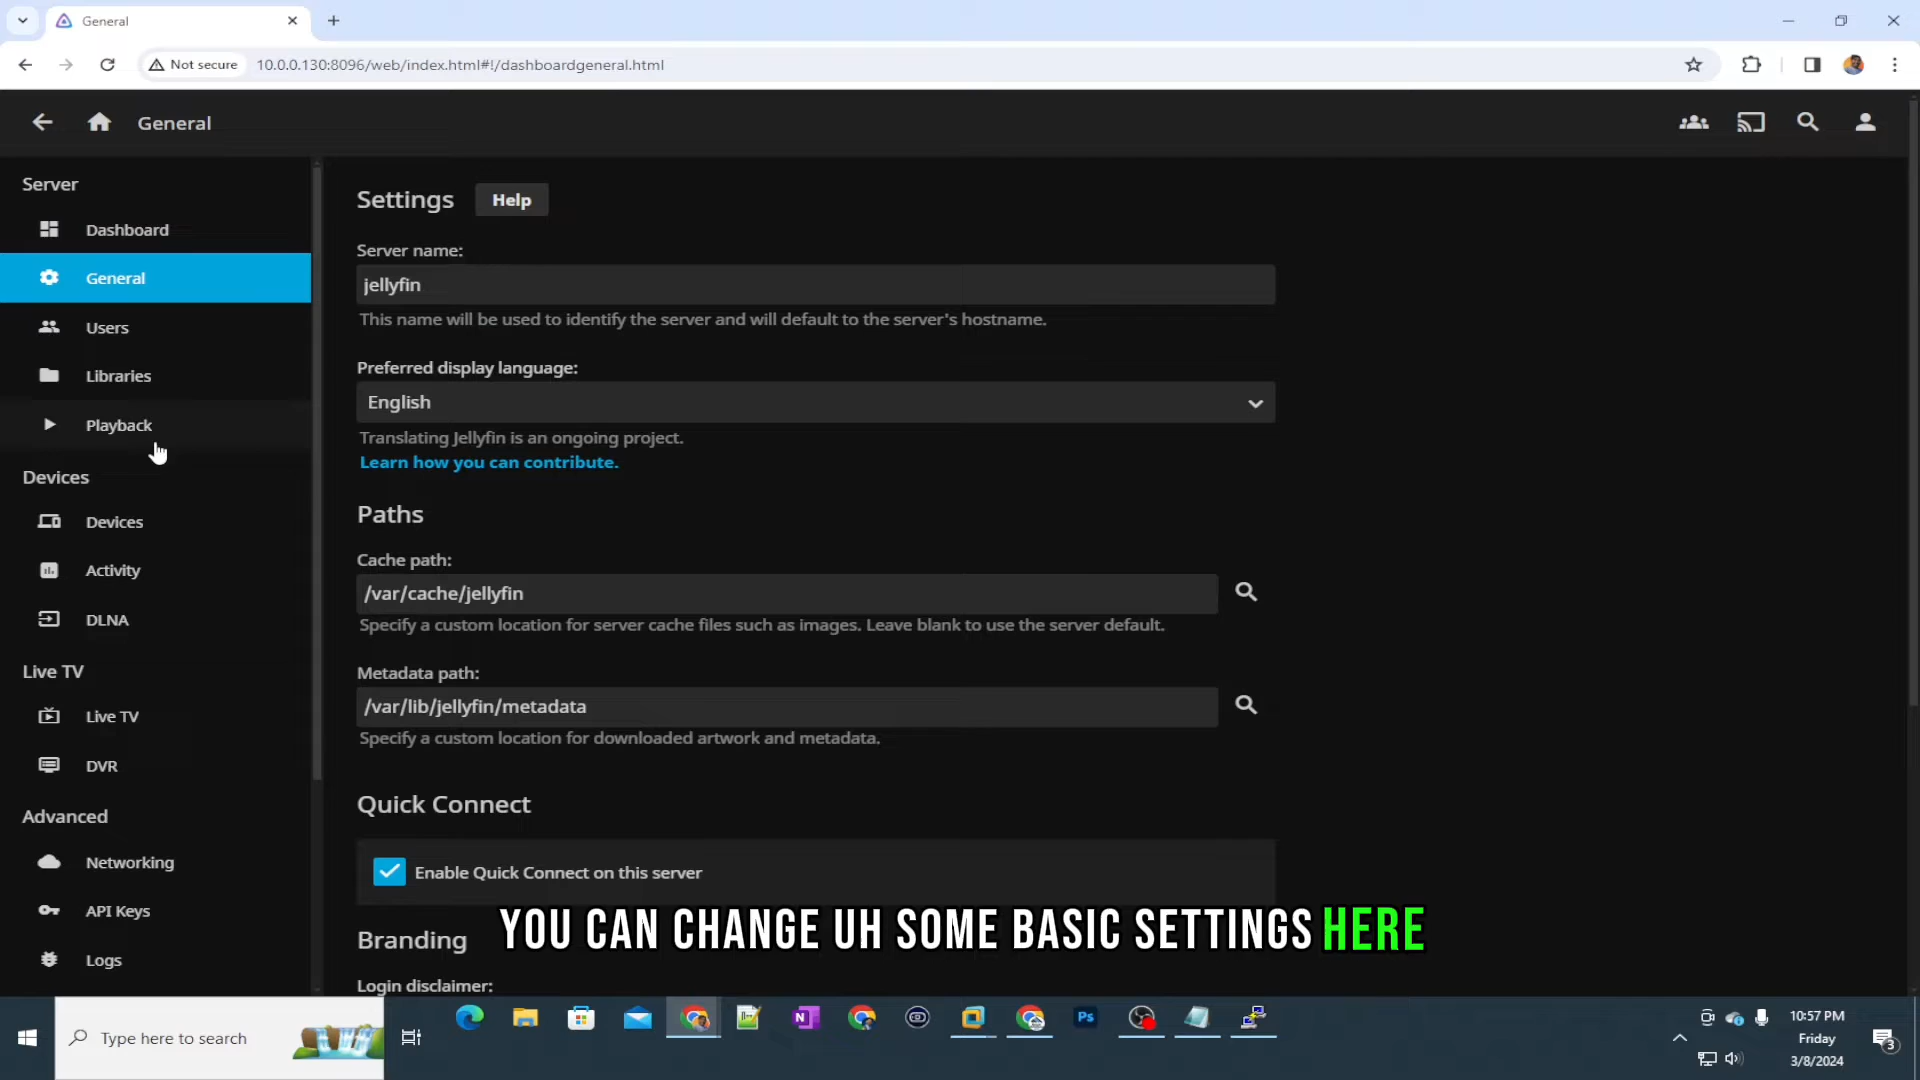 General
Not secure
10.0.0.130:8096/web/index.html#!/dashboardgeneral.html
General
Server
Dashboard
General
Users
Libraries
Playback
Devices
Devices
Activity
DLNA
Live TV
Live TV
DVR
Advanced
Networking
API Keys
Logs
Settings
Help
Server name:
jellyfin
This name will be used to identify the server and will default to the server's hostname.
Preferred display language:
English
Translating Jellyfin is an ongoing project.
Learn how you can contribute.
Paths
Cache path:
/var/cache/jellyfin
Specify a custom location for server cache files such as images. Leave blank to use the server default.
Metadata path:
/var/lib/jellyfin/metadata
Specify a custom location for downloaded artwork and metadata.
Quick Connect
Enable Quick Connect on this server
Branding
YOU CAN CHANGE UH SOME BASIC SETTINGS HERE
Login disclaimer:
Type here to search
N
Ps
10:57 PM
Friday
3/8/2024
3